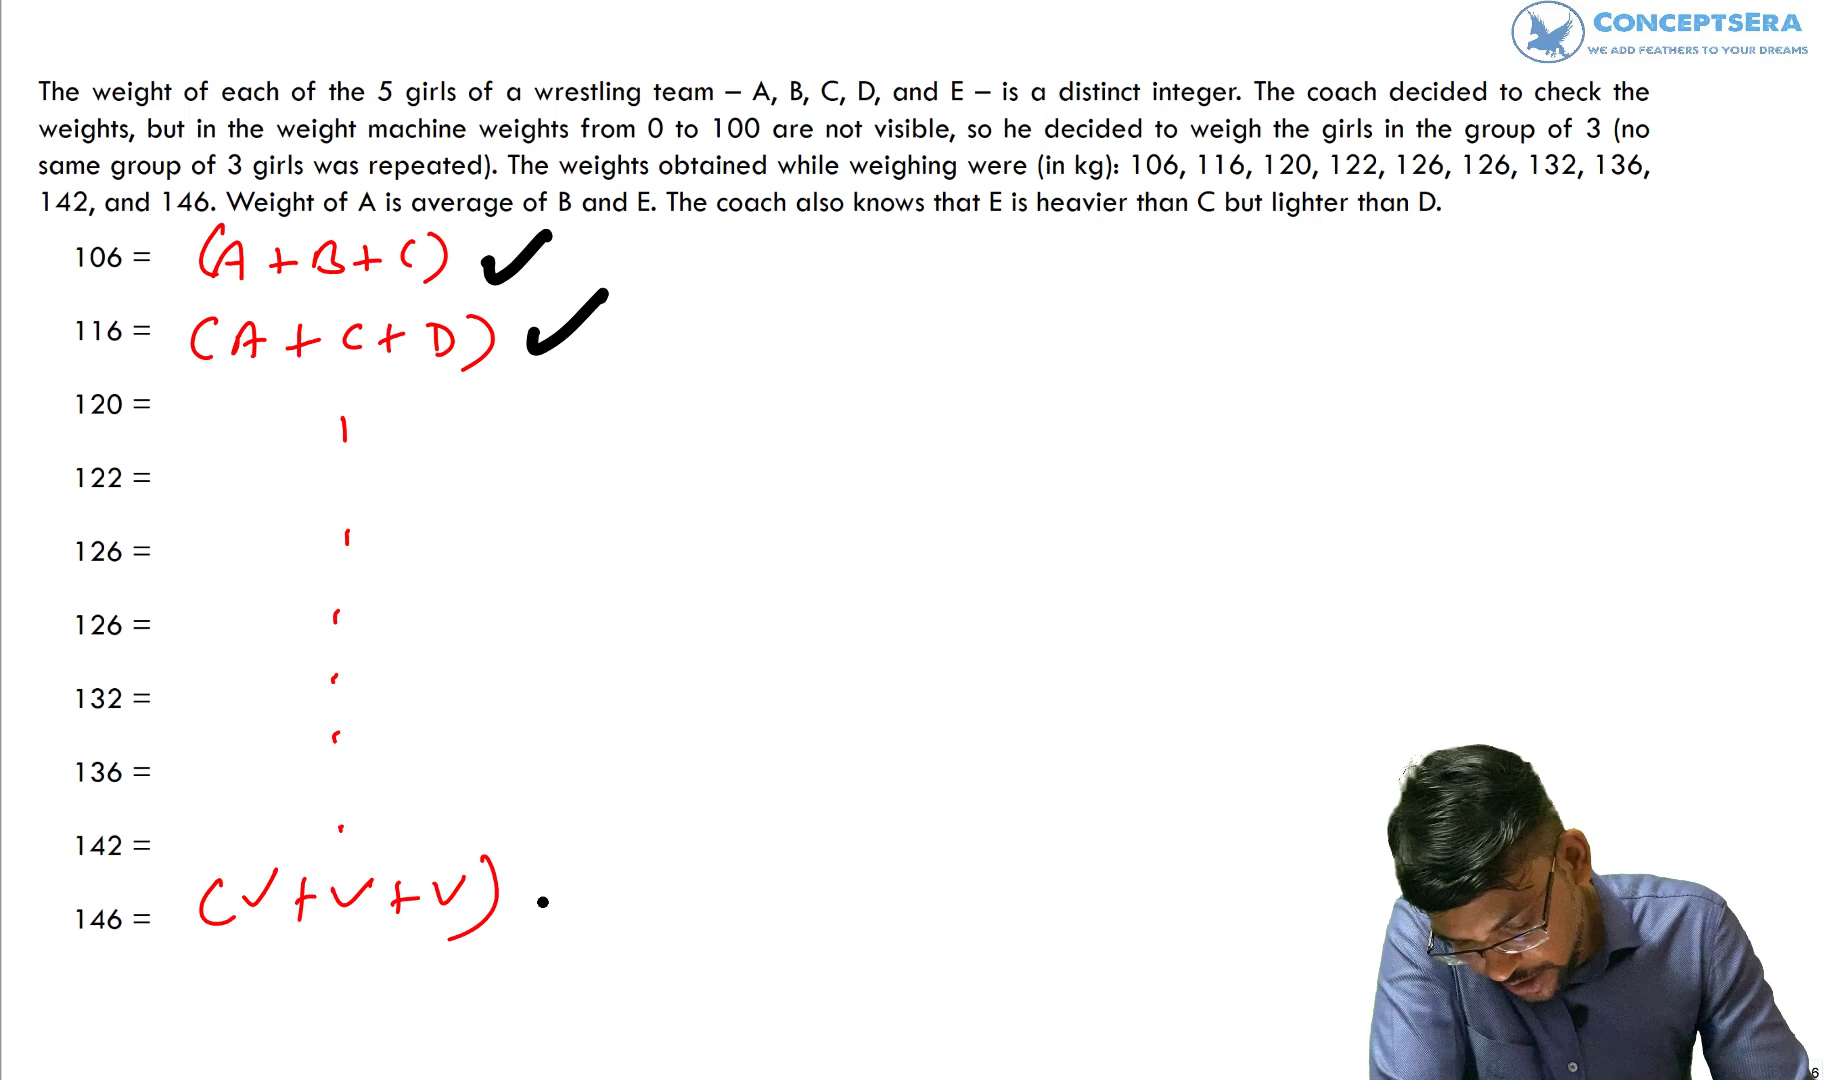 CONCEPTSERA
WE ADD FEATHERS TO YOUR DREAMS
The weight of each of the 5 girls of a wrestling team – A, B, C, D, and E – is a distinct integer. The coach decided to check the
weights, but in the weight machine weights from 0 to 100 are not visible, so he decided to weigh the girls in the group of 3 (no
same group of 3 girls was repeated). The weights obtained while weighing were (in kg): 106, 116, 120, 122, 126, 126, 132, 136,
142, and 146. Weight of A is average of B and E. The coach also knows that E is heavier than C but lighter than D.
106 = (A + B + C) ✓
116 = (A + C + D) ✓
120 =
122 =
126 =
126 =
132 =
136 =
142 =
146 = (✓ + ✓ + ✓)
6